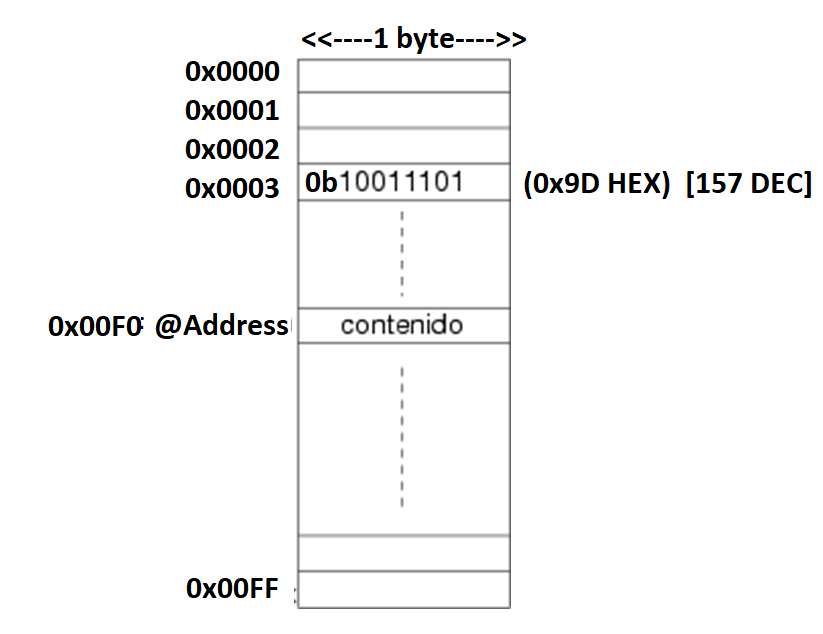 <<----1 byte---->>
0x0000
0x0001
0x0002
0x0003 0b10011101 (0x9D HEX) [157 DEC]
0x00F0: @Address contenido
0x00FF :